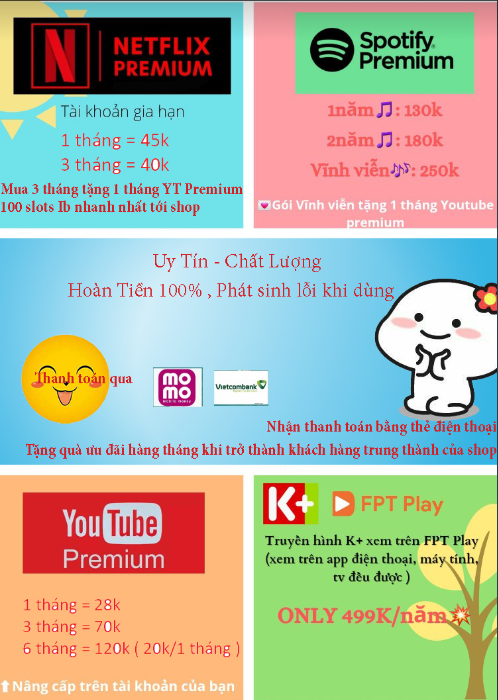 NETFLIX
PREMIUM
Tài khoản gia hạn
1 tháng = 45k
3 tháng = 40k
Mua 3 tháng tặng 1 tháng YT Premium
100 slots Ib nhanh nhất tới shop
Spotify
Premium
1năm🎵: 130k
2năm🎵: 180k
Vĩnh viễn🎶: 250k
💟Gói Vĩnh viễn tặng 1 tháng Youtube
premium
Uy Tín - Chất Lượng
Hoàn Tiền 100% , Phát sinh lỗi khi dùng
Thanh toán qua
mo
mo
Vietcombank
Nhận thanh toán bằng thẻ điện thoại
Tặng quà ưu đãi hàng tháng khi trở thành khách hàng trung thành của shop
YouTube
Premium
1 tháng = 28k
3 tháng = 70k
6 tháng = 120k ( 20k/1 tháng )
⬆Nâng cấp trên tài khoản của bạn
K+ FPT Play
Truyền hình K+ xem trên FPT Play
(xem trên app điện thoại, máy tính,
tv đều được )
ONLY 499K/năm💥